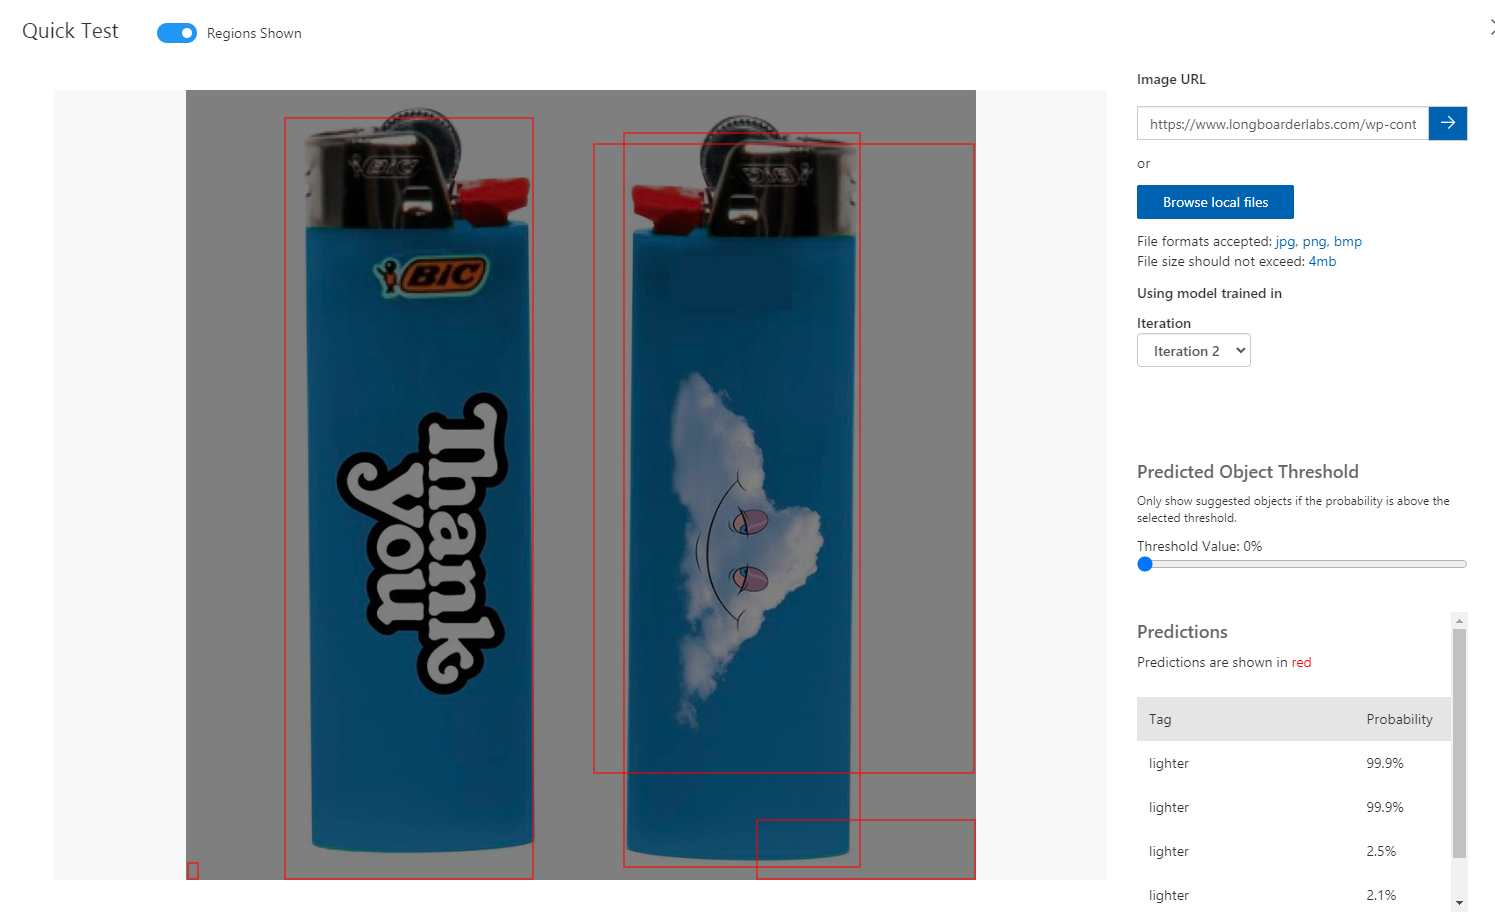 Quick Test
Regions Shown
Image URL
https://www.longboarderlabs.com/wp-cont
or
Browse local files
File formats accepted: jpg, png, bmp
File size should not exceed: 4mb
Using model trained in
Iteration
Iteration 2
Predicted Object Threshold
Only show suggested objects if the probability is above the
selected threshold.
Threshold Value: 0%
Predictions
Predictions are shown in red
Tag Probability
lighter 99.9%
lighter 99.9%
lighter 2.5%
lighter 2.1%
BIC
BIC
Thank
you
BIC